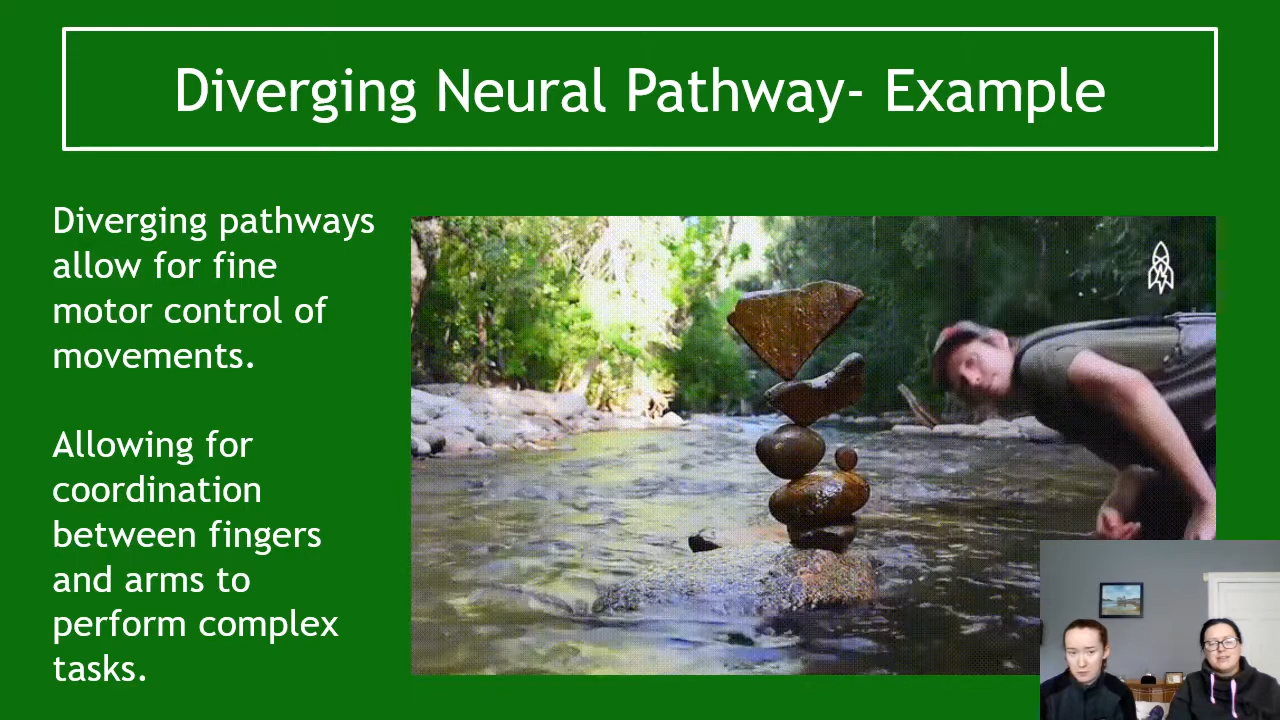 Diverging Neural Pathway- Example
Diverging pathways
allow for fine
motor control of
movements.
Allowing for
coordination
between fingers
and arms to
perform complex
tasks.